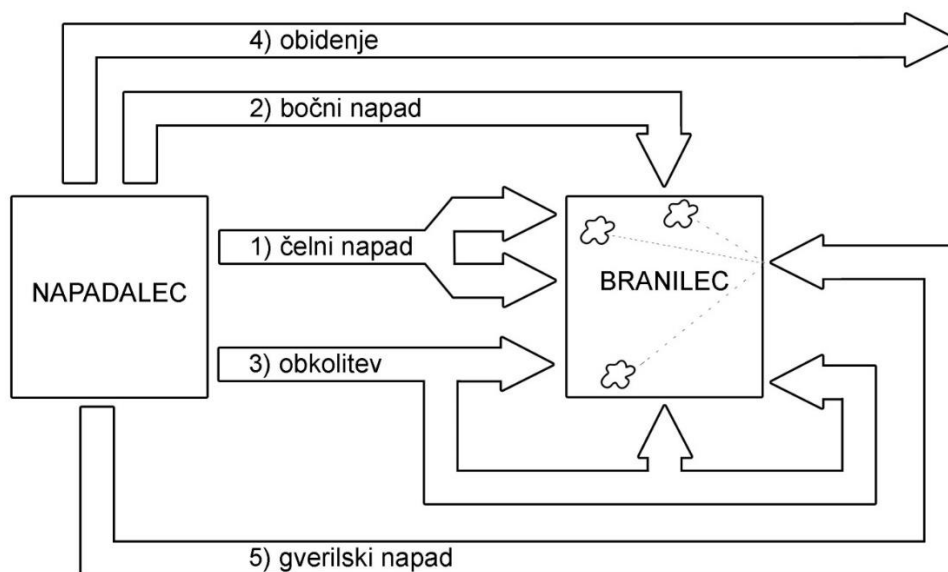 4) obidenje
2) bočni napad
1) čelni napad
NAPADALEC
BRANILEC
3) obkolitev
5) gverilski napad